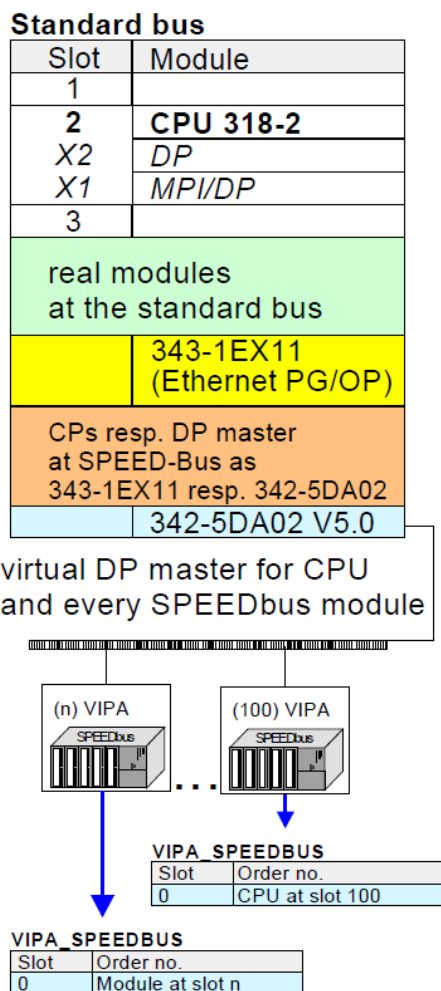 Standard bus
Slot Module
1
2 CPU 318-2
X2 DP
X1 MPI/DP
3
real modules
at the standard bus
343-1EX11
(Ethernet PG/OP)
CPs resp. DP master
at SPEED-Bus as
343-1EX11 resp. 342-5DA02
342-5DA02 V5.0
virtual DP master for CPU
and every SPEEDbus module
(n) VIPA
SPEEDbus
...
(100) VIPA
SPEEDbus
VIPA_SPEEDBUS
Slot Order no.
0 CPU at slot 100
VIPA_SPEEDBUS
Slot Order no.
0 Module at slot n